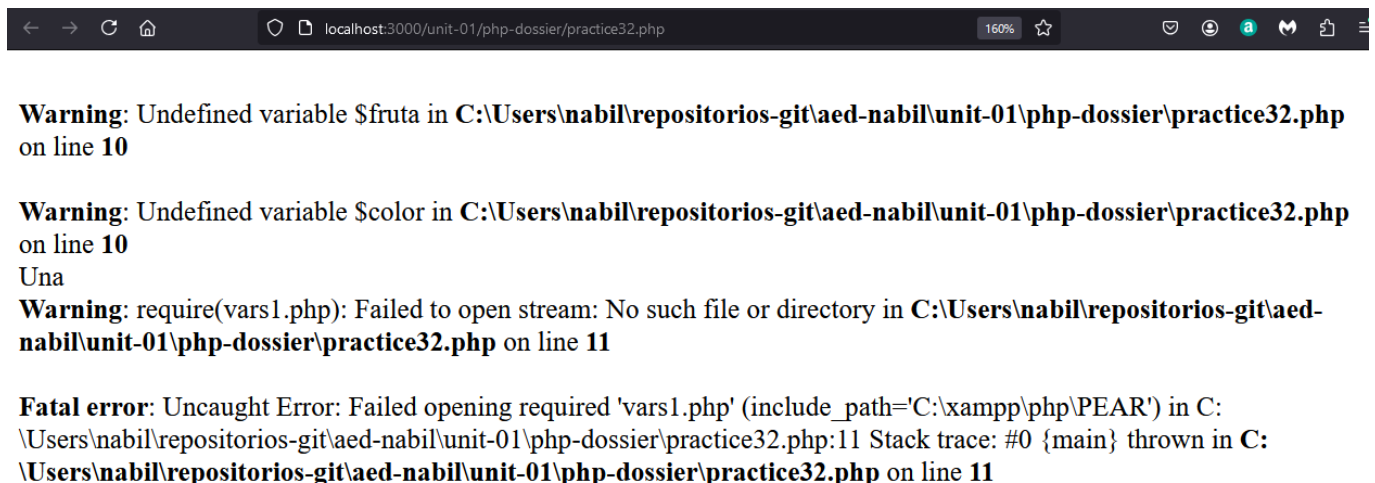 localhost:3000/unit-01/php-dossier/practice32.php 160% a
Warning: Undefined variable $fruta in C:\Users\nabil\repositorios-git\aed-nabil\unit-01\php-dossier\practice32.php
on line 10
Warning: Undefined variable $color in C:\Users\nabil\repositorios-git\aed-nabil\unit-01\php-dossier\practice32.php
on line 10
Una
Warning: require(vars1.php): Failed to open stream: No such file or directory in C:\Users\nabil\repositorios-git\aed-
nabil\unit-01\php-dossier\practice32.php on line 11
Fatal error: Uncaught Error: Failed opening required 'vars1.php' (include_path='C:\xampp\php\PEAR') in C:
\Users\nabil\repositorios-git\aed-nabil\unit-01\php-dossier\practice32.php:11 Stack trace: #0 {main} thrown in C:
\Users\nabil\repositorios-git\aed-nabil\unit-01\php-dossier\practice32.php on line 11